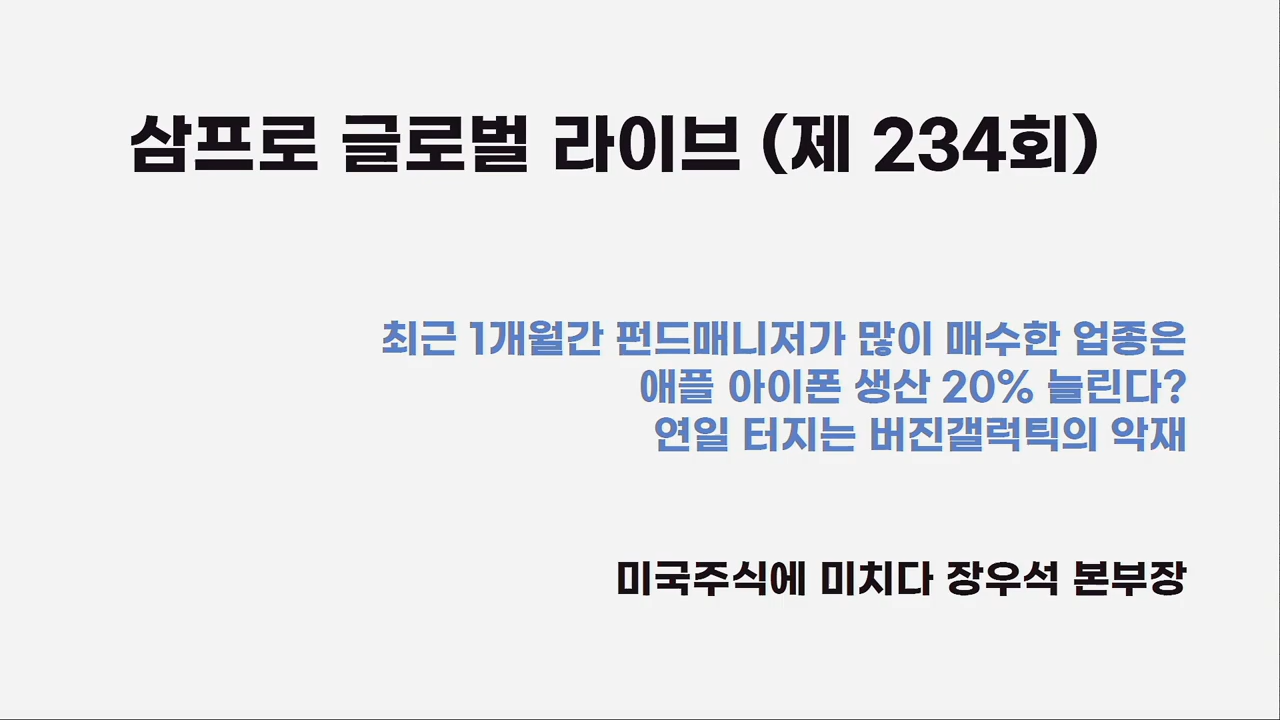 삼프로 글로벌 라이브 (제 234회)
최근 1개월간 펀드매니저가 많이 매수한 업종은
애플 아이폰 생산 20% 늘린다?
연일 터지는 버진갤럭틱의 악재
미국주식에 미치다 장우석 본부장